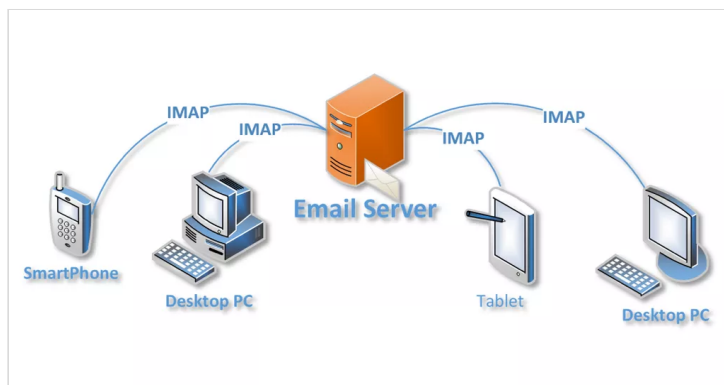 IMAP
IMAP
IMAP
IMAP
Email Server
SmartPhone
Desktop PC
Tablet
Desktop PC